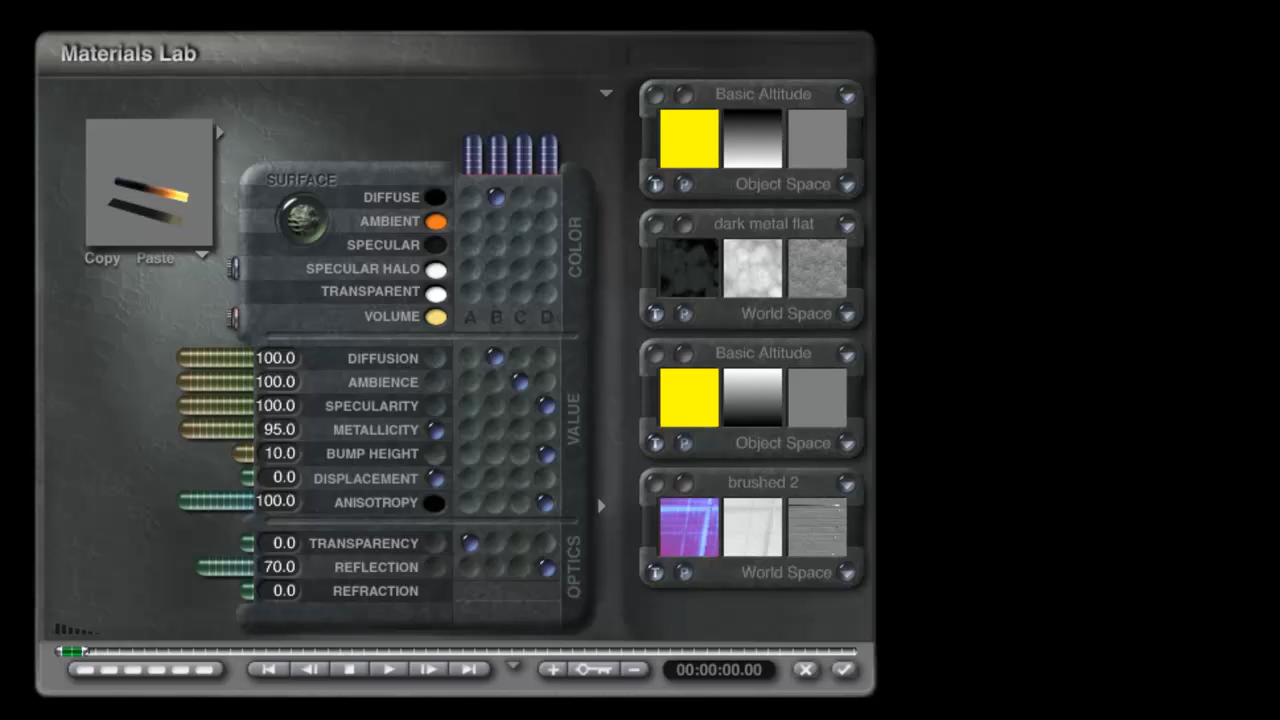 Materials Lab
Copy Paste
SURFACE
DIFFUSE
AMBIENT
SPECULAR
SPECULAR HALO
TRANSPARENT
VOLUME
A B C D
COLOR
100.0 DIFFUSION
100.0 AMBIENCE
100.0 SPECULARITY
95.0 METALLICITY
10.0 BUMP HEIGHT
0.0 DISPLACEMENT
100.0 ANISOTROPY
VALUE
0.0 TRANSPARENCY
70.0 REFLECTION
0.0 REFRACTION
OPTICS
Basic Altitude
T P Object Space
dark metal flat
T P World Space
Basic Altitude
T P Object Space
brushed 2
T P World Space
00:00:00.00